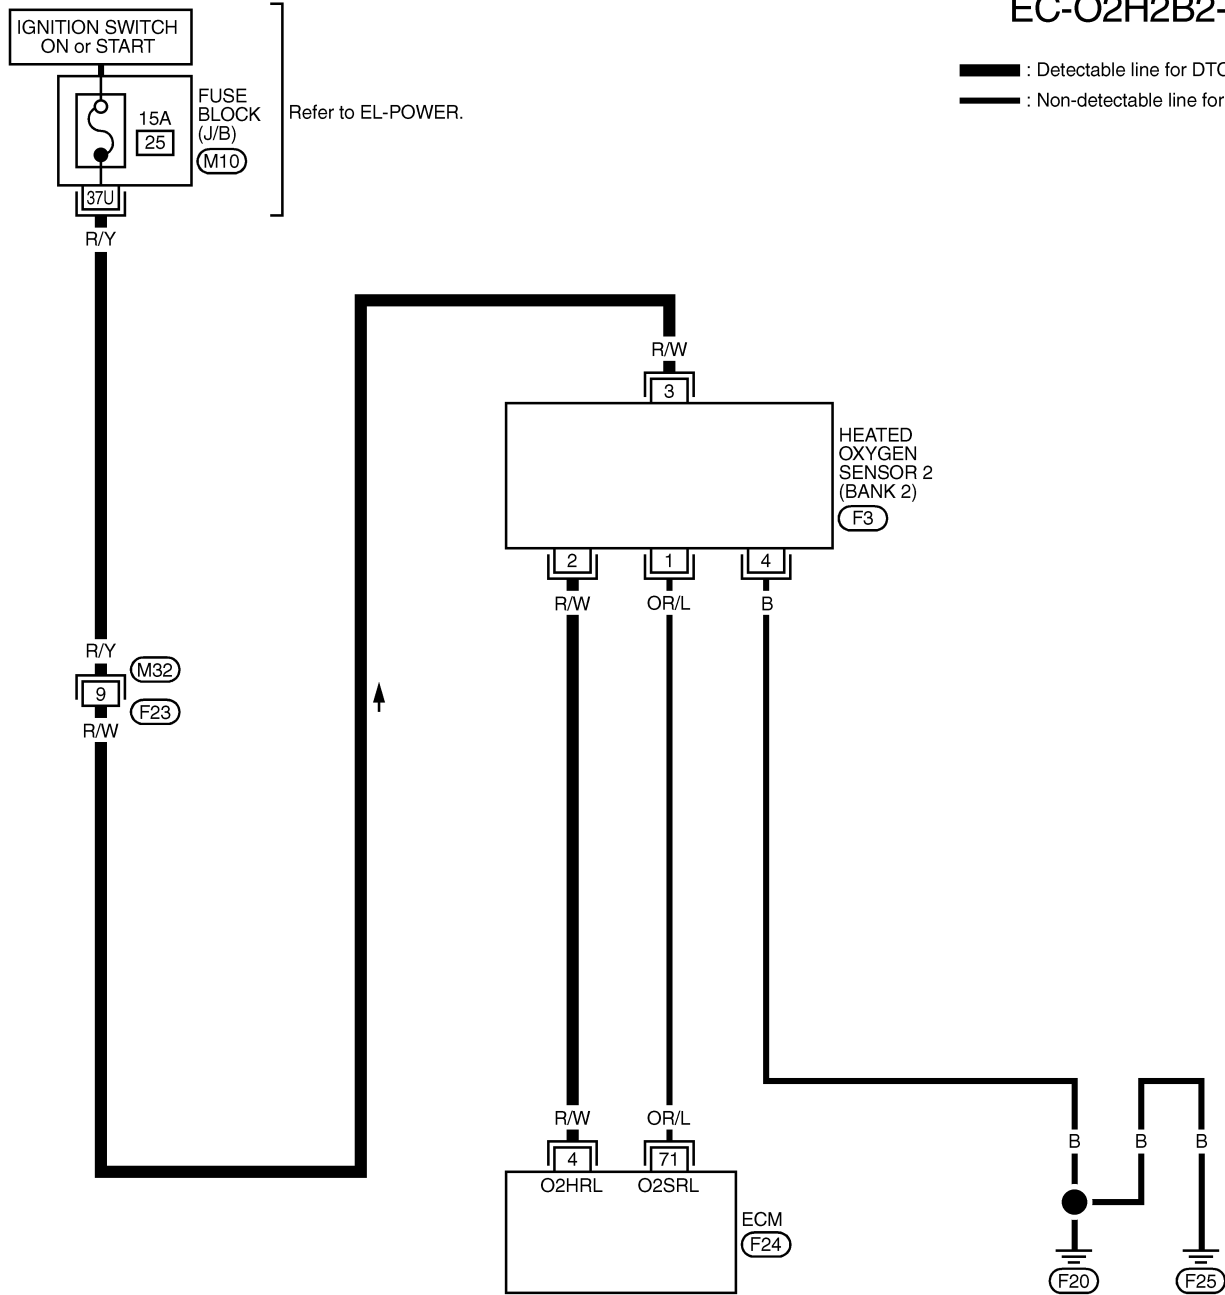 EC-O2H2B2-
: Detectable line for DTC
: Non-detectable line for
IGNITION SWITCH
ON or START
15A
25
FUSE
BLOCK
(J/B)
M10
Refer to EL-POWER.
37U
R/Y
R/W
3
HEATED
OXYGEN
SENSOR 2
(BANK 2)
F3
2
1
4
R/W
OR/L
B
R/Y
M32
9
F23
R/W
R/W
OR/L
B
B
B
4
71
O2HRL
O2SRL
ECM
F24
F20
F25